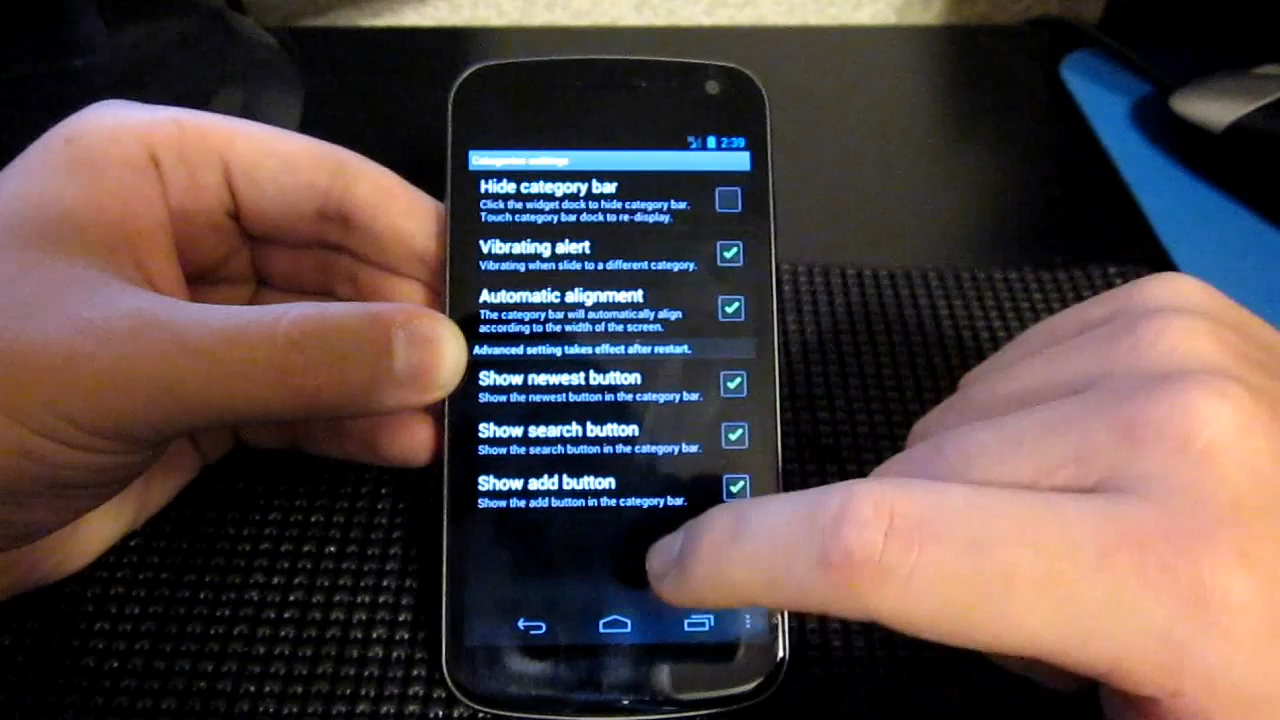 2:39
Categories settings
Hide category bar
Click the widget dock to hide category bar.
Touch category bar dock to re-display.
Vibrating alert
Vibrating when slide to a different category.
Automatic alignment
The category bar will automatically align
according to the width of the screen.
Advanced setting takes effect after restart.
Show newest button
Show the newest button in the category bar.
Show search button
Show the search button in the category bar.
Show add button
Show the add button in the category bar.